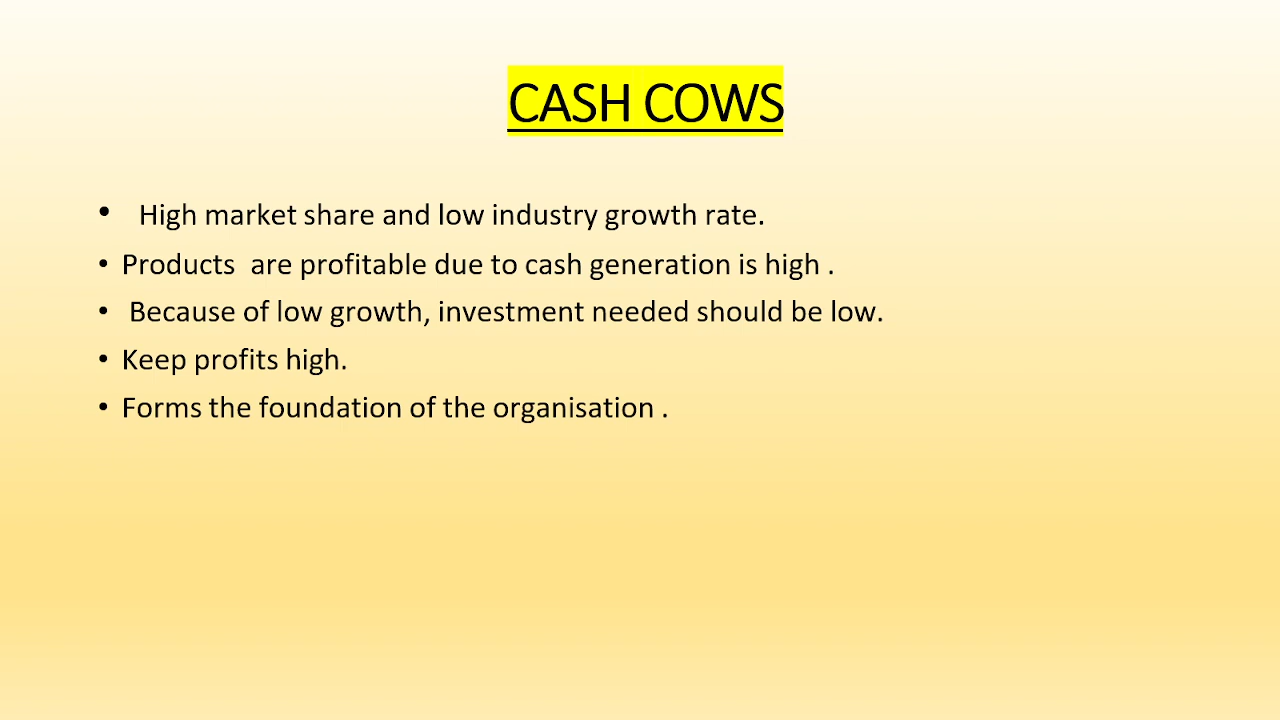 CASH COWS
• High market share and low industry growth rate.
• Products  are profitable due to cash generation is high .
• Because of low growth, investment needed should be low.
• Keep profits high.
• Forms the foundation of the organisation .